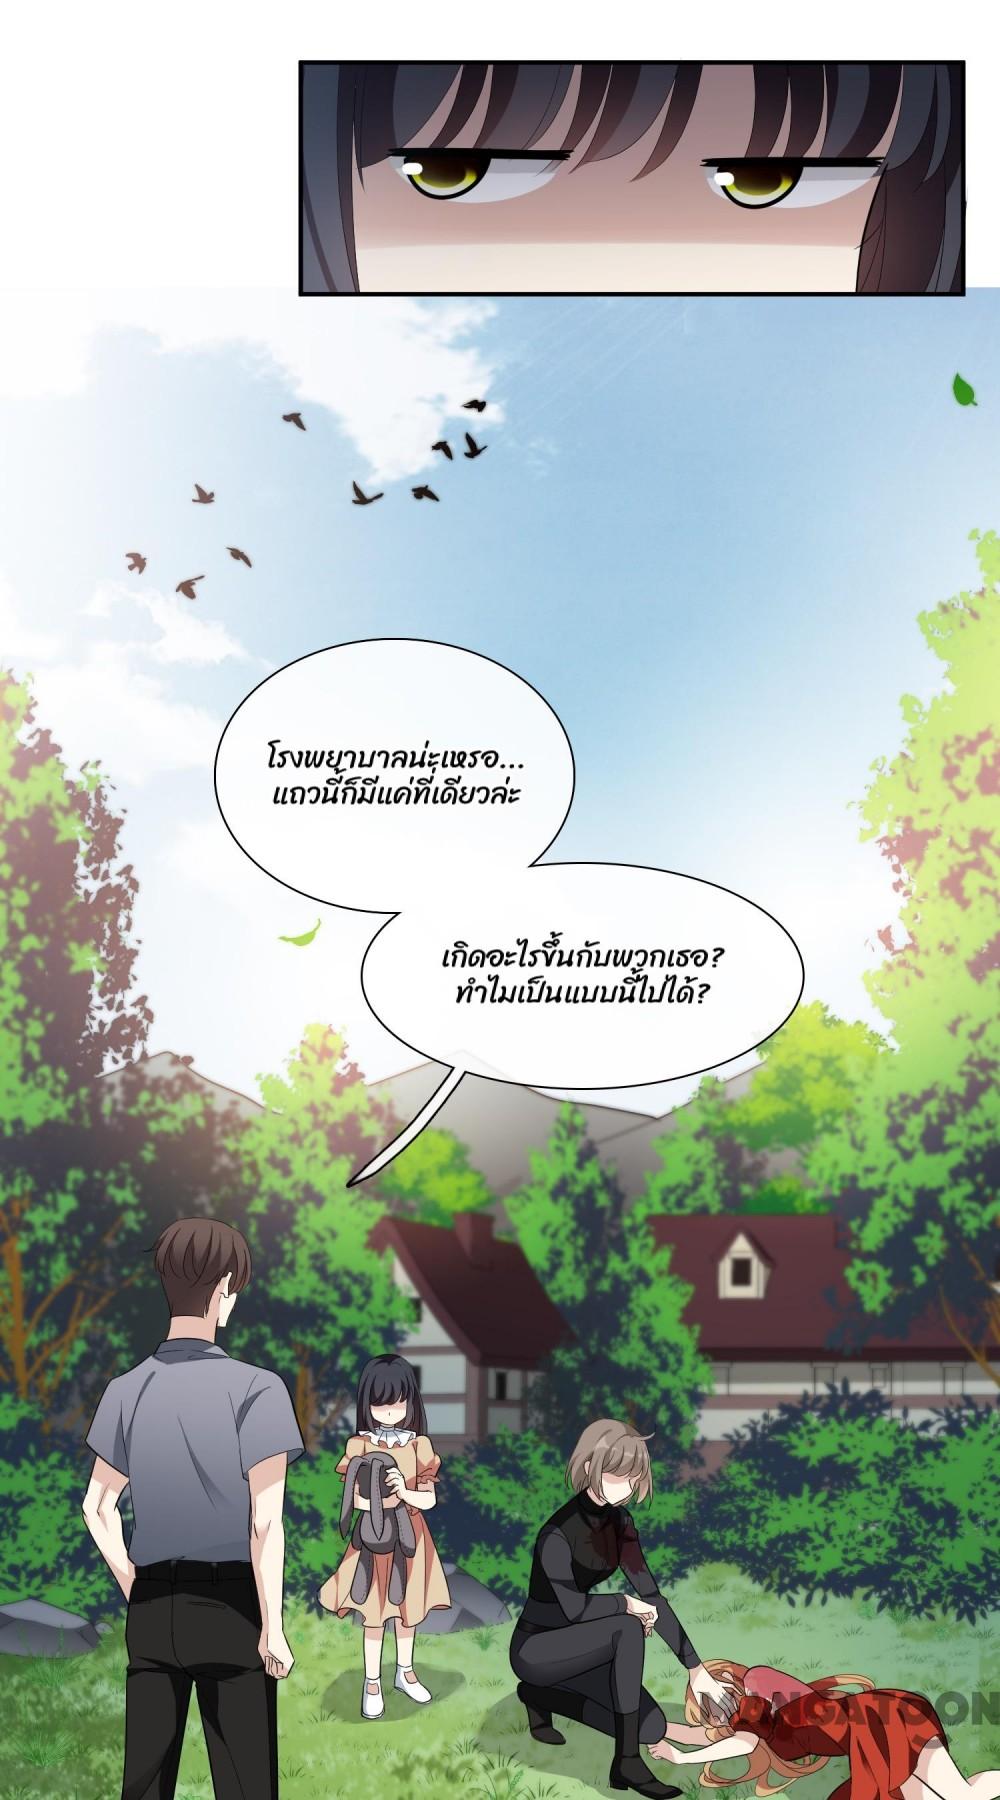 โรงพยาบาลน่ะเหรอ...
แถวนี้ก็มีแค่ที่เดียวล่ะ
เกิดอะไรขึ้นกับพวกเธอ?
ทำไมเป็นแบบนี้ไปได้?
MANGATOON